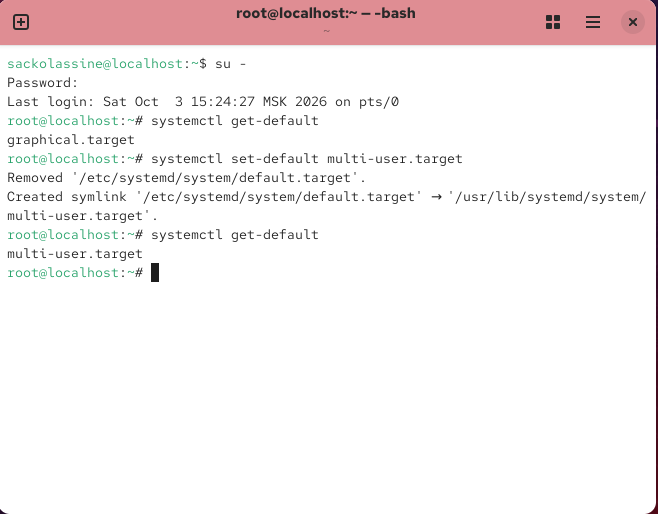 root@localhost:~ — -bash
~
sackolassine@localhost:~$ su -
Password:
Last login: Sat Oct  3 15:24:27 MSK 2026 on pts/0
root@localhost:~# systemctl get-default
graphical.target
root@localhost:~# systemctl set-default multi-user.target
Removed '/etc/systemd/system/default.target'.
Created symlink '/etc/systemd/system/default.target' → '/usr/lib/systemd/system/
multi-user.target'.
root@localhost:~# systemctl get-default
multi-user.target
root@localhost:~#